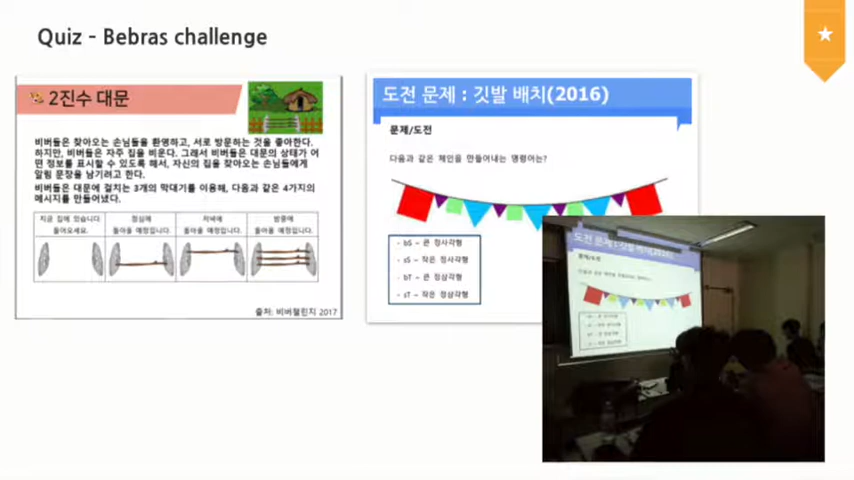 Quiz - Bebras challenge
2진수 대문
비버들은 찾아오는 손님들을 환영하고, 서로 방문하는 것을 좋아한다.
하지만, 비버들은 자주 집을 비운다. 그래서 비버들은 대문의 상태가 어
떤 정보를 표시할 수 있도록 해서, 자신의 집을 찾아오는 손님들에게
알림 문장을 남기려고 한다.
비버들은 대문에 걸치는 3개의 막대기를 이용해, 다음과 같은 4가지의
메시지를 만들어냈다.
지금 집에 있습니다
들어오세요.
점심에
돌아올 예정입니다.
저녁에
돌아올 예정입니다.
밤중에
돌아올 예정입니다.
출처: 비버챌린지 2017
도전 문제 : 깃발 배치(2016)
문제/도전
다음과 같은 체인을 만들어내는 명령어는?
- bS - 큰 정사각형
- sS - 작은 정사각형
- bT - 큰 정삼각형
- sT - 작은 정삼각형
도전 문제 : 깃발 배치(2016)
문제/도전